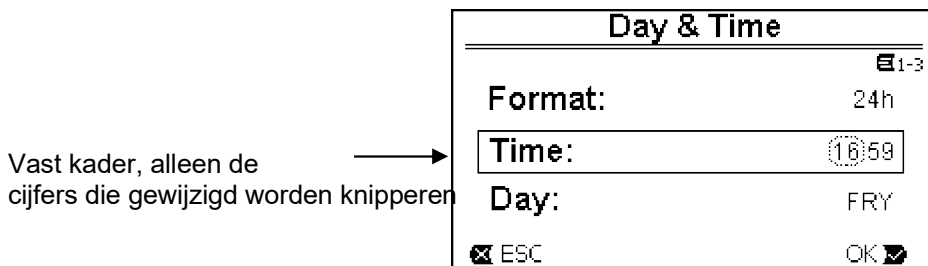 Day & Time
1-3
Format: 24h
Vast kader, alleen de
cijfers die gewijzigd worden knipperen
Time: 16 59
Day: FRY
ESC OK